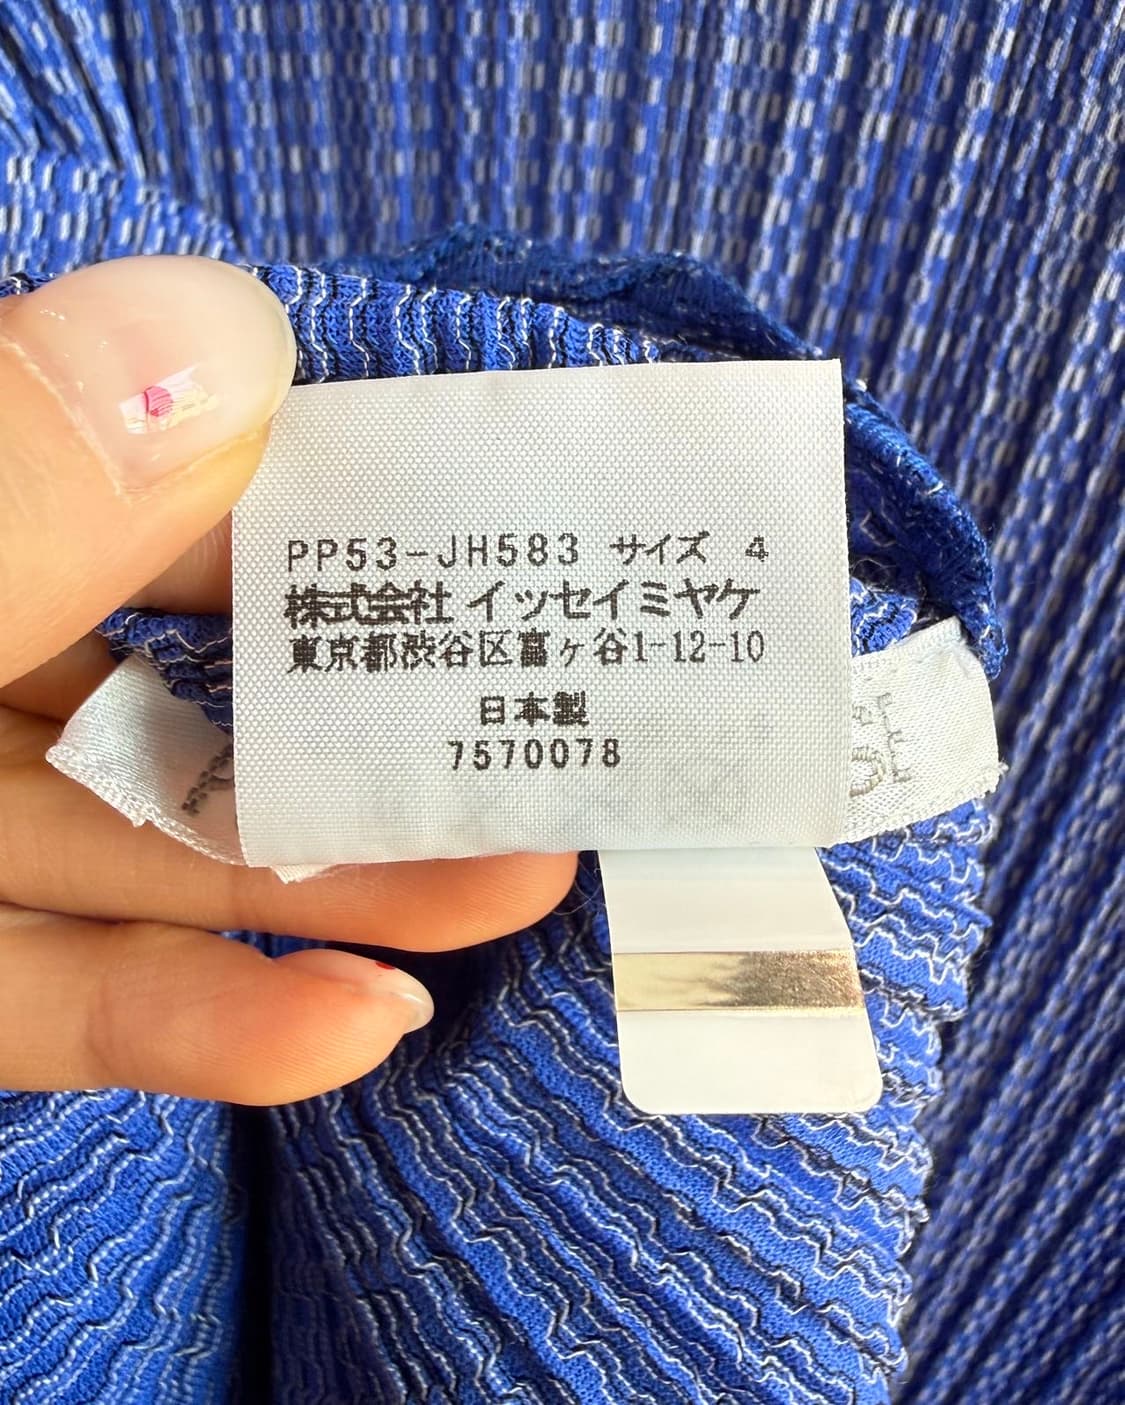 PP53-JH583 サイズ 4
株式会社 イッセイミヤケ
東京都渋谷区富ヶ谷1-12-10
日本製
7570078